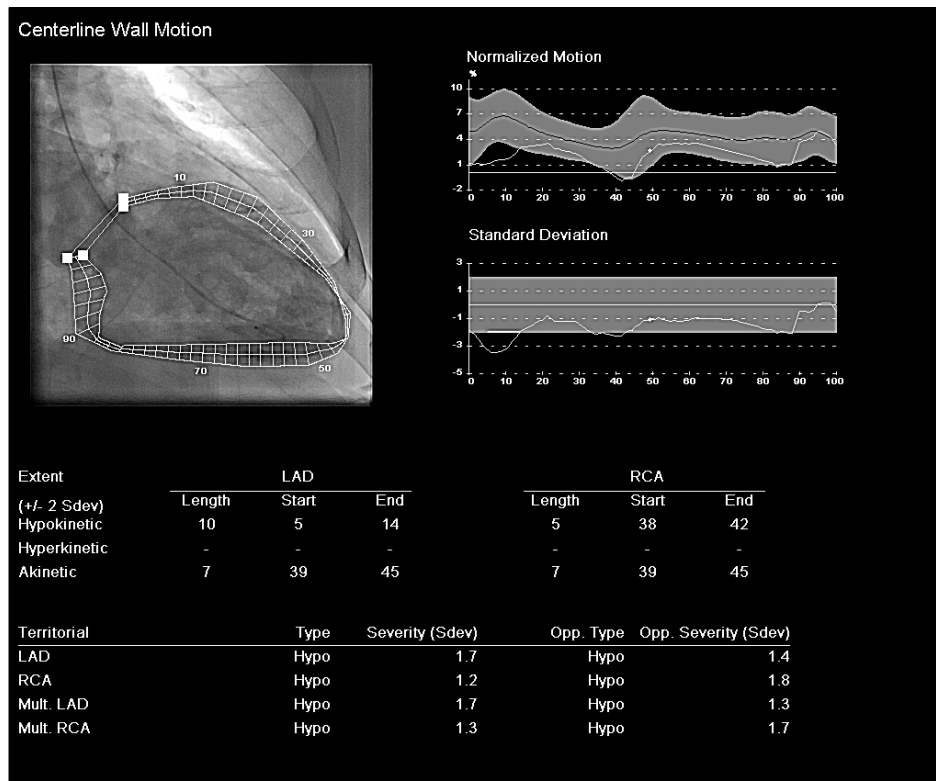 Centerline Wall Motion
10
30
90
70
50
Normalized Motion
%
10
7
4
1
-2
0 10 20 30 40 50 60 70 80 90 100
Standard Deviation
3
1
-1
-3
-5
0 10 20 30 40 50 60 70 80 90 100
Extent LAD RCA
(+/- 2 Sdev) Length Start End Length Start End
Hypokinetic 10 5 14 5 38 42
Hyperkinetic - - - - - -
Akinetic 7 39 45 7 39 45
Territorial Type Severity (Sdev) Opp. Type Opp. Severity (Sdev)
LAD Hypo 1.7 Hypo 1.4
RCA Hypo 1.2 Hypo 1.8
Mult. LAD Hypo 1.7 Hypo 1.3
Mult. RCA Hypo 1.3 Hypo 1.7